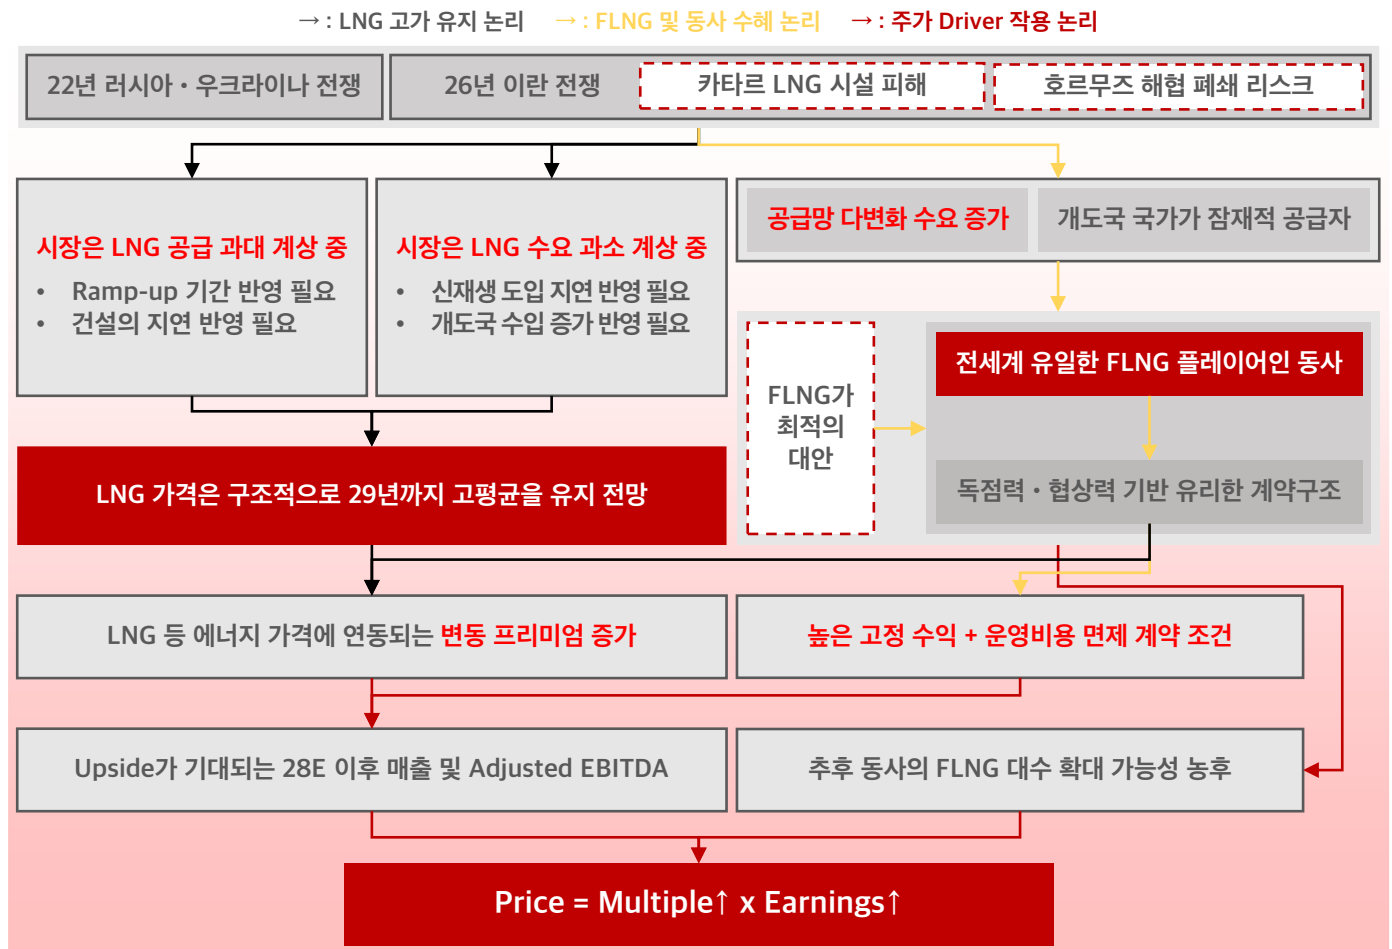 → : LNG 고가 유지 논리 → : FLNG 및 동사 수혜 논리 → : 주가 Driver 작용 논리
22년 러시아・우크라이나 전쟁
26년 이란 전쟁
카타르 LNG 시설 피해
호르무즈 해협 폐쇄 리스크
시장은 LNG 공급 과대 계상 중
• Ramp-up 기간 반영 필요
• 건설의 지연 반영 필요
시장은 LNG 수요 과소 계상 중
• 신재생 도입 지연 반영 필요
• 개도국 수입 증가 반영 필요
공급망 다변화 수요 증가
개도국 국가가 잠재적 공급자
FLNG가
최적의
대안
전세계 유일한 FLNG 플레이어인 동사
독점력・협상력 기반 유리한 계약구조
LNG 가격은 구조적으로 29년까지 고평균을 유지 전망
LNG 등 에너지 가격에 연동되는 변동 프리미엄 증가
높은 고정 수익 + 운영비용 면제 계약 조건
Upside가 기대되는 28E 이후 매출 및 Adjusted EBITDA
추후 동사의 FLNG 대수 확대 가능성 농후
Price = Multiple↑ x Earnings↑